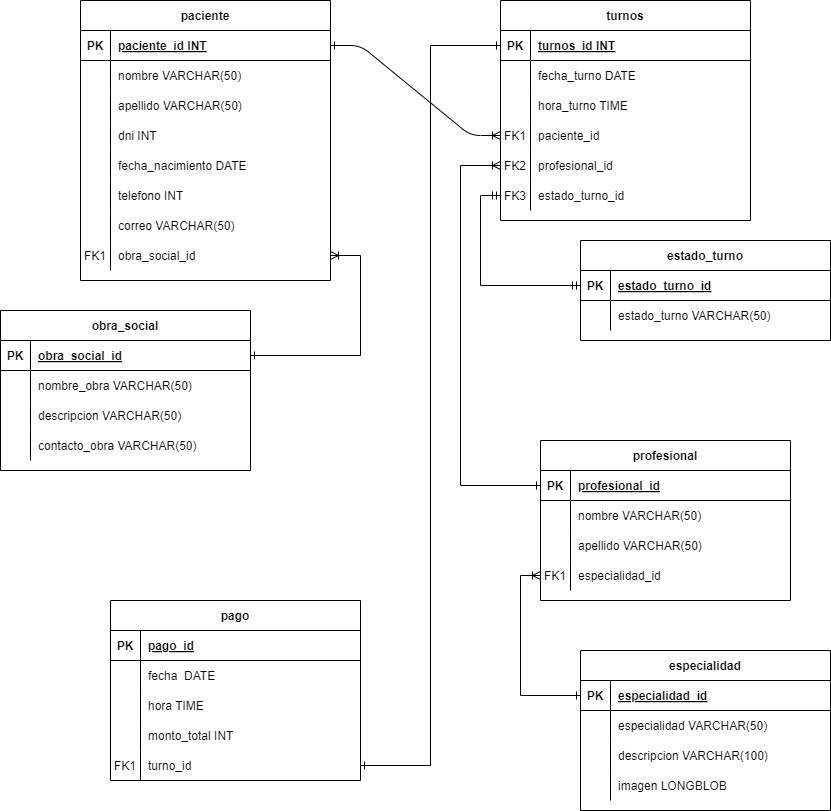 paciente
PK paciente_id INT
nombre VARCHAR(50)
apellido VARCHAR(50)
dni INT
fecha_nacimiento DATE
telefono INT
correo VARCHAR(50)
FK1 obra_social_id
turnos
PK turnos_id INT
fecha_turno DATE
hora_turno TIME
FK1 paciente_id
FK2 profesional_id
FK3 estado_turno_id
estado_turno
PK estado_turno_id
estado_turno VARCHAR(50)
obra_social
PK obra_social_id
nombre_obra VARCHAR(50)
descripcion VARCHAR(50)
contacto_obra VARCHAR(50)
profesional
PK profesional_id
nombre VARCHAR(50)
apellido VARCHAR(50)
FK1 especialidad_id
pago
PK pago_id
fecha DATE
hora TIME
monto_total INT
FK1 turno_id
especialidad
PK especialidad_id
especialidad VARCHAR(50)
descripcion VARCHAR(100)
imagen LONGBLOB